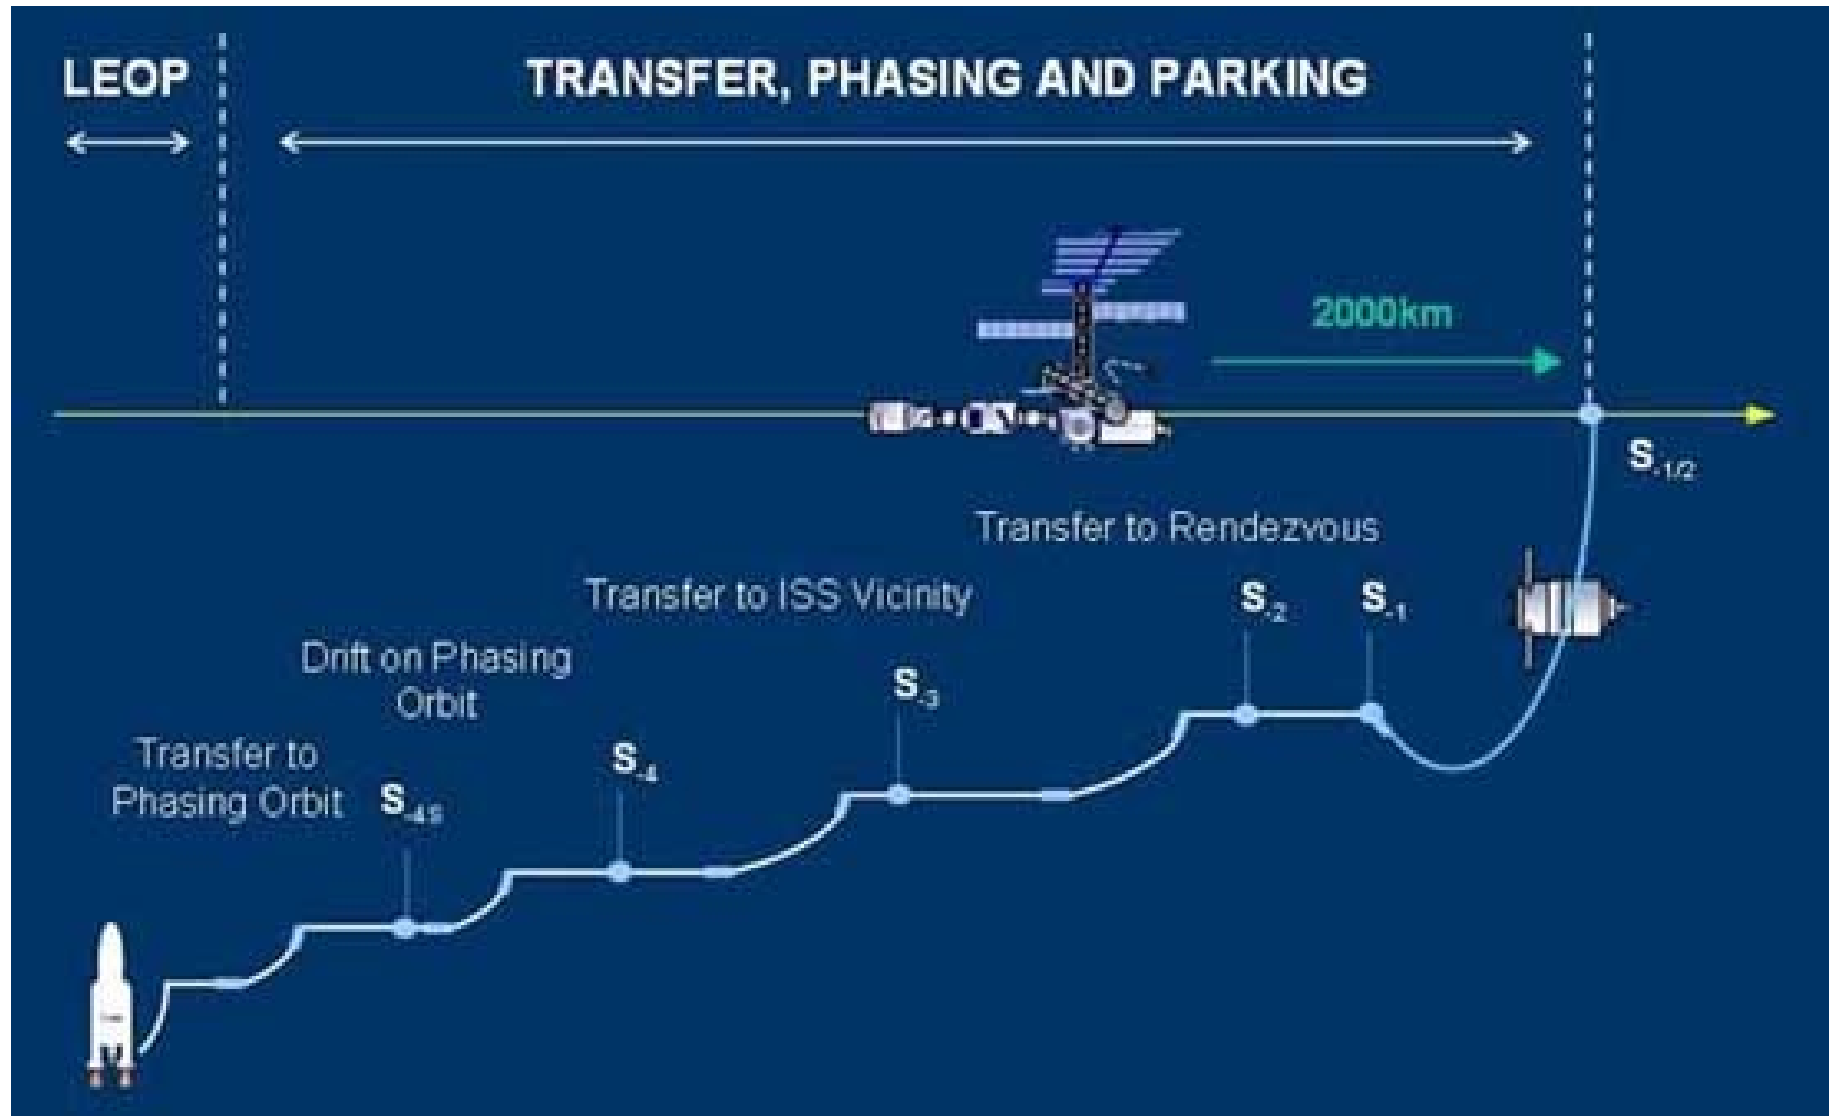 LEOP
TRANSFER, PHASING AND PARKING
2000km
S-1/2
Transfer to Rendezvous
Transfer to ISS Vicinity
S-2
S-1
Drift on Phasing
Orbit
S-3
Transfer to
Phasing Orbit
S-4